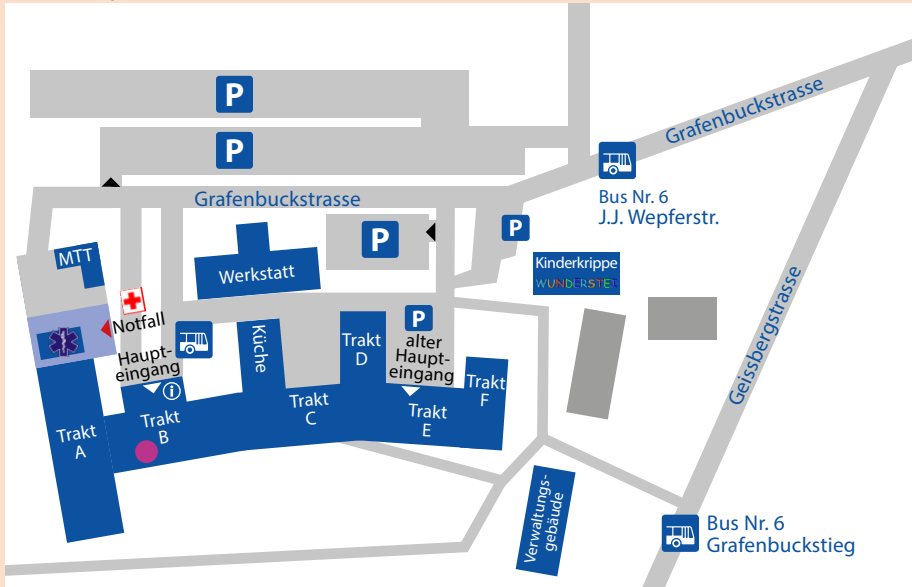 P
P
Grafenbuckstrasse
Grafenbuckstrasse
Bus Nr. 6
J.J. Wepferstr.
P
P
MTT
Werkstatt
Kinderkrippe
WUNDERSTEI
Notfall
P
alter
Haupt-
eingang
Haupt-
eingang
i
Küche
Trakt
D
Trakt
F
Trakt
C
Trakt
E
Trakt
B
Trakt
A
Geissbergstrasse
Verwaltungs-
gebäude
Bus Nr. 6
Grafenbuckstieg